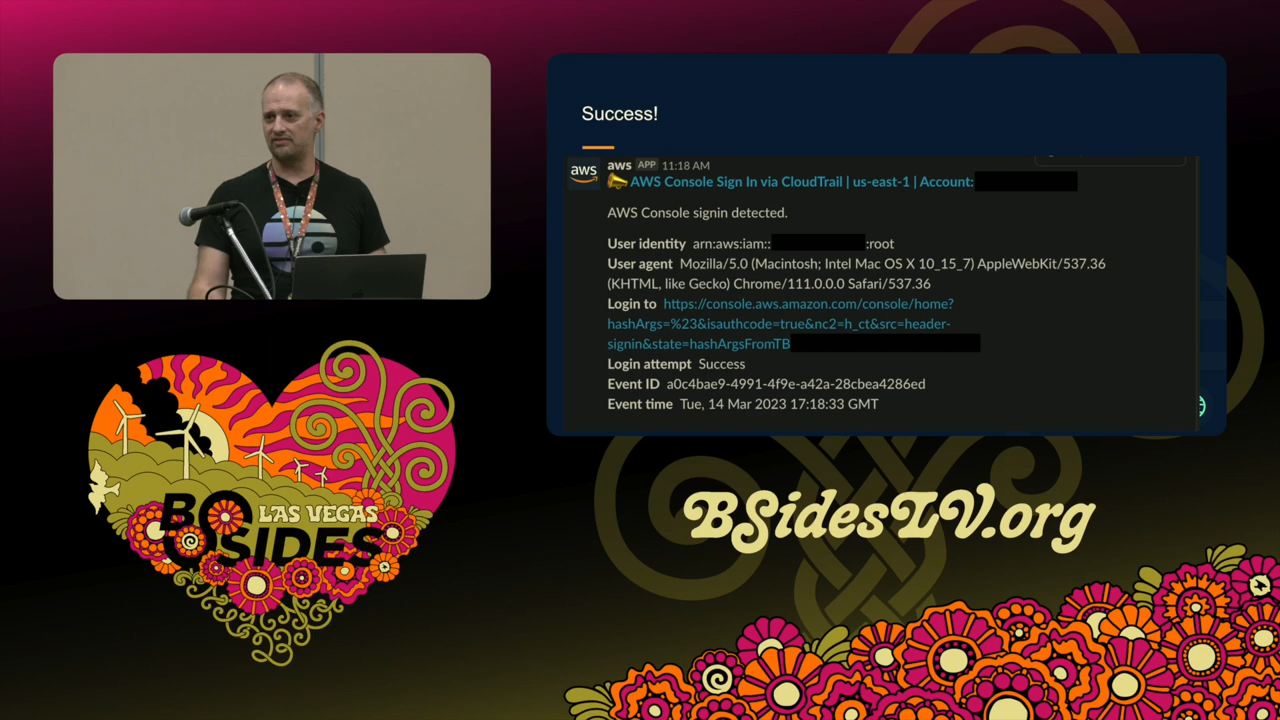 Success!
aws
aws APP 11:18 AM
AWS Console Sign In via CloudTrail | us-east-1 | Account:
AWS Console signin detected.
User identity arn:aws:iam:: :root
User agent Mozilla/5.0 (Macintosh; Intel Mac OS X 10_15_7) AppleWebKit/537.36
(KHTML, like Gecko) Chrome/111.0.0.0 Safari/537.36
Login to https://console.aws.amazon.com/console/home?
hashArgs=%23&isauthcode=true&nc2=h_ct&src=header-
signin&state=hashArgsFromTB
Login attempt Success
Event ID a0c4bae9-4991-4f9e-a42a-28cbea4286ed
Event time Tue, 14 Mar 2023 17:18:33 GMT
LAS VEGAS
BSIDES
BSidesLV.org